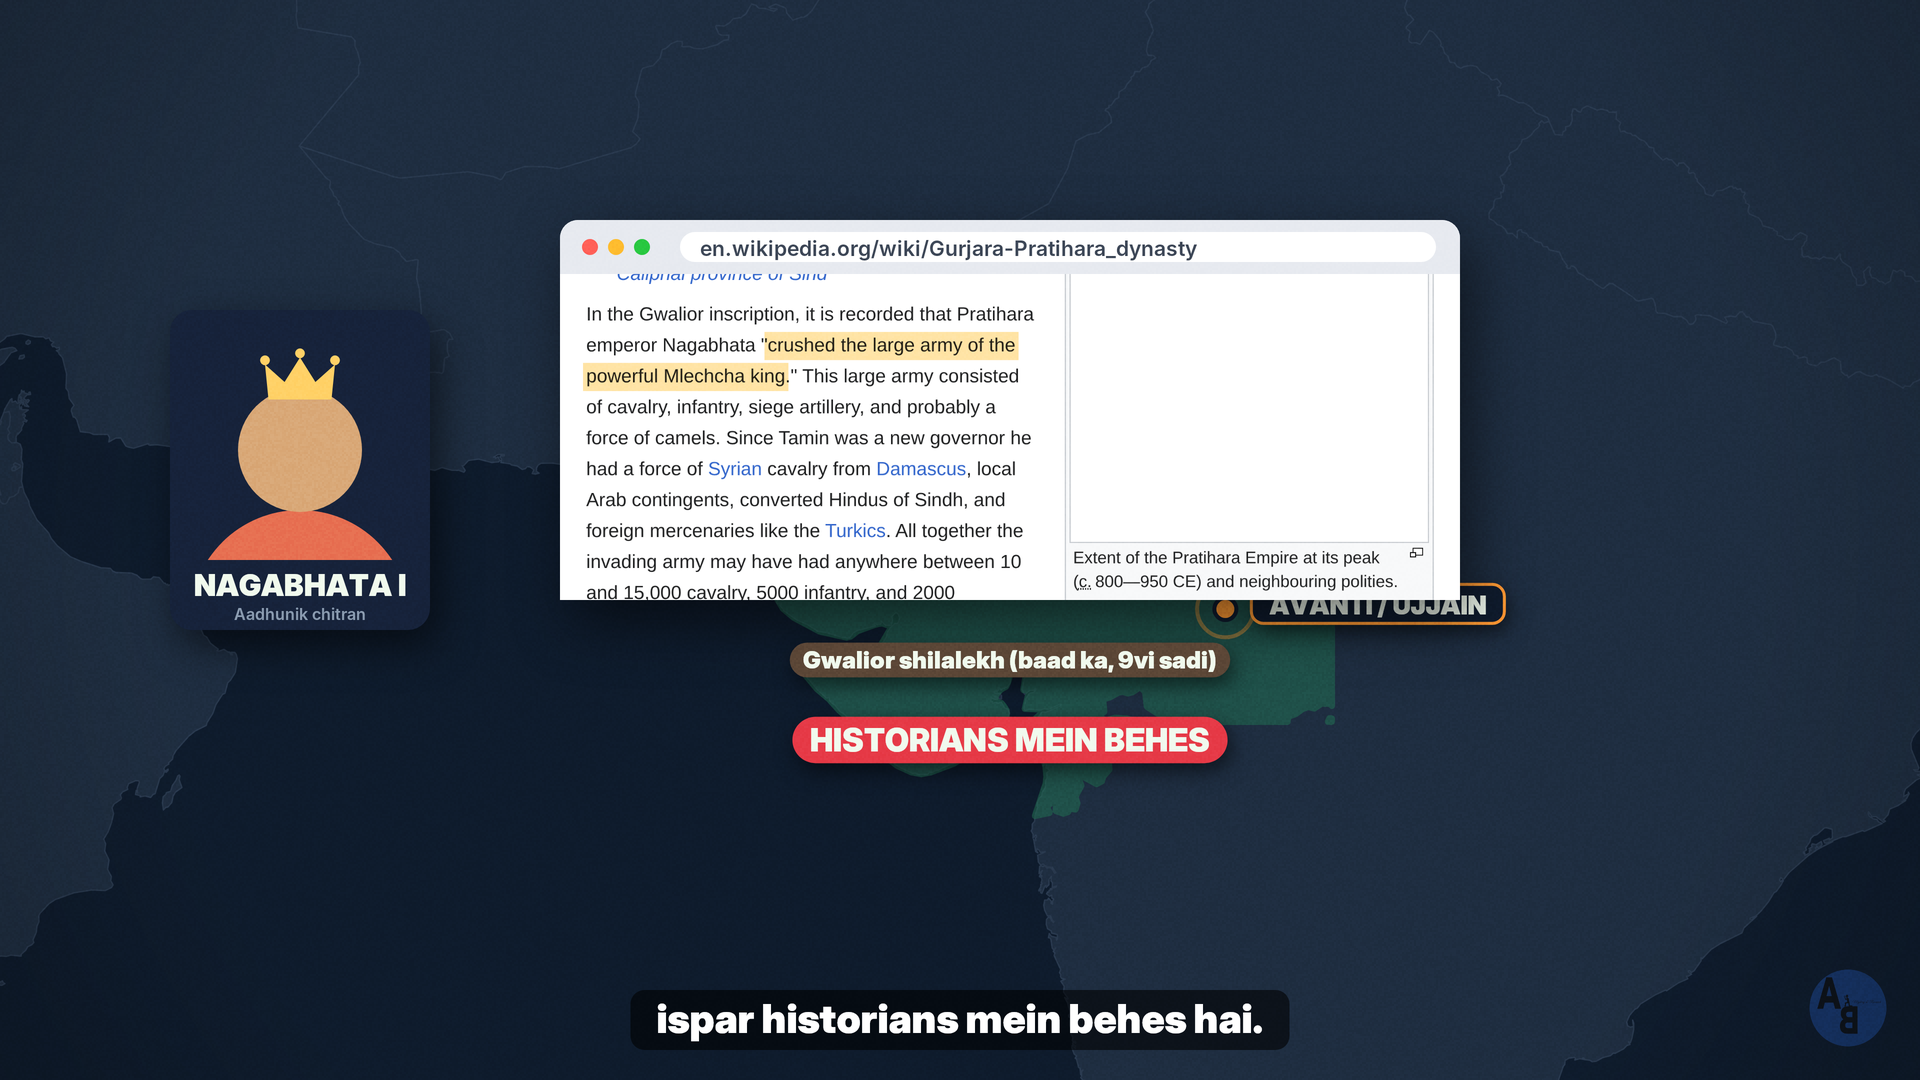 en.wikipedia.org/wiki/Gurjara-Pratihara_dynasty
Caliphal province of Sind
In the Gwalior inscription, it is recorded that Pratihara
emperor Nagabhata "crushed the large army of the
powerful Mlechcha king." This large army consisted
of cavalry, infantry, siege artillery, and probably a
force of camels. Since Tamin was a new governor he
had a force of Syrian cavalry from Damascus, local
Arab contingents, converted Hindus of Sindh, and
foreign mercenaries like the Turkics. All together the
invading army may have had anywhere between 10
and 15,000 cavalry, 5000 infantry, and 2000
Extent of the Pratihara Empire at its peak
(c. 800—950 CE) and neighbouring polities.
NAGABHATA I
Aadhunik chitran
AVANTI / UJJAIN
Gwalior shilalekh (baad ka, 9vi sadi)
HISTORIANS MEIN BEHES
ispar historians mein behes hai.
A
B